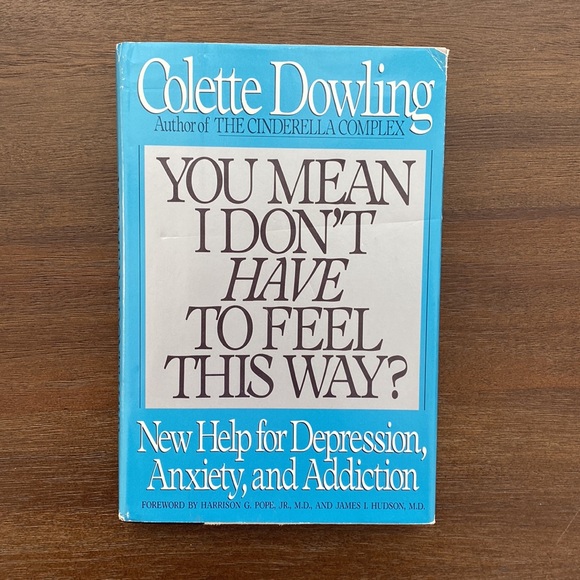 Colette Dowling
Author of THE CINDERELLA COMPLEX
YOU MEAN
I DON'T
HAVE
TO FEEL
THIS WAY?
New Help for Depression,
Anxiety, and Addiction
FOREWORD BY HARRISON G. POPE, JR., M.D., AND JAMES I. HUDSON, M.D.